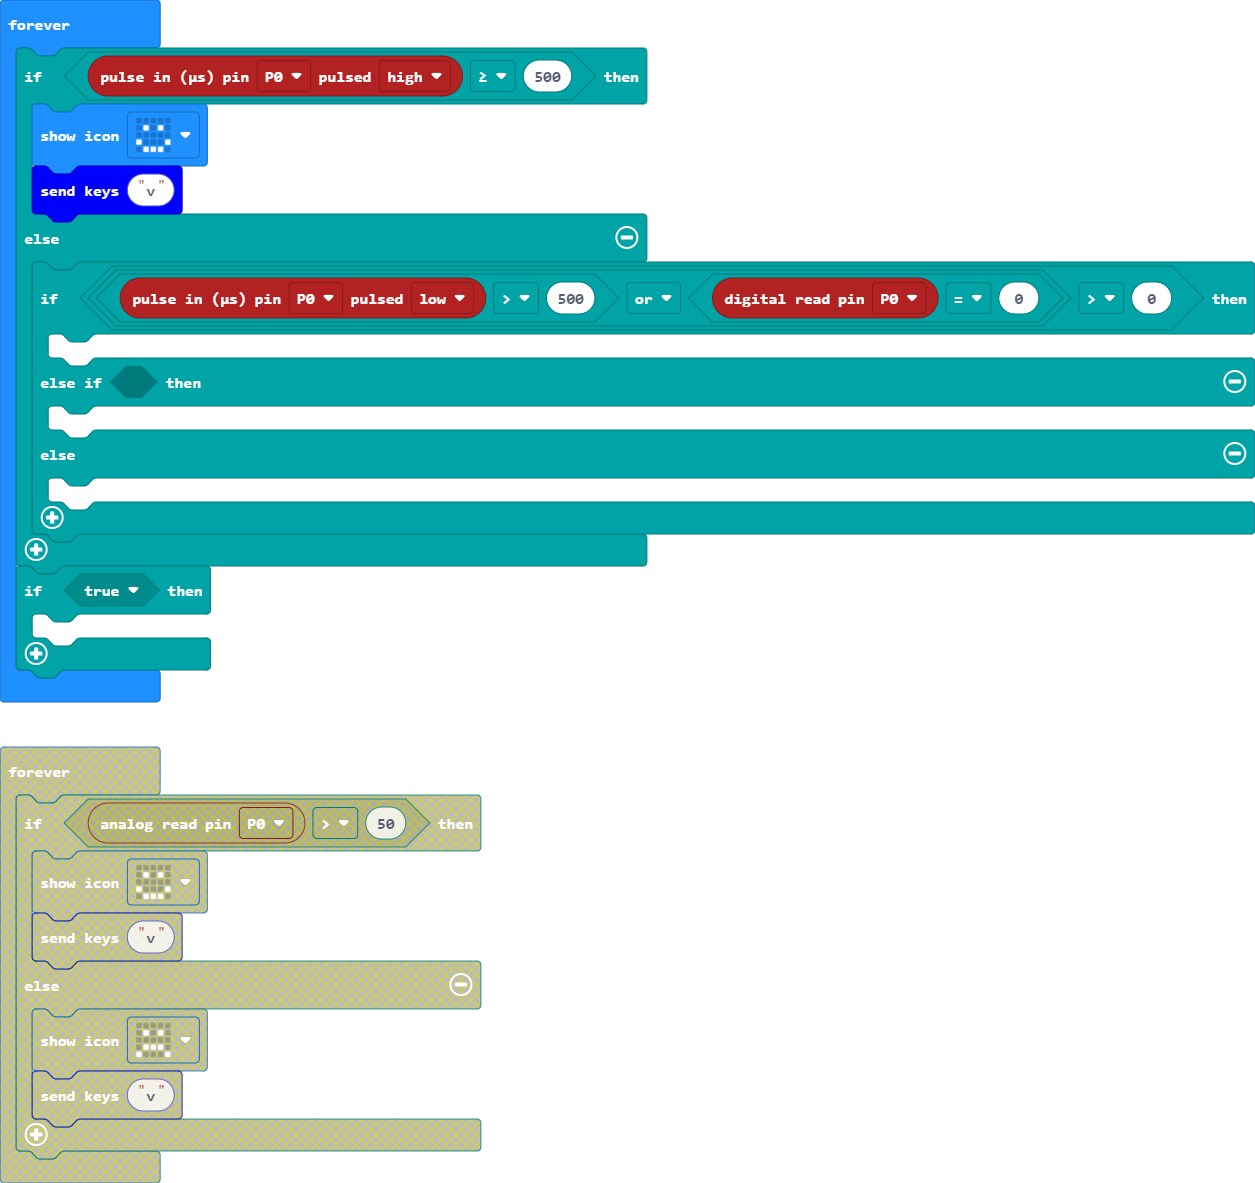 forever
if pulse in (µs) pin P0 pulsed high ≥ 500 then
show icon
send keys "v"
else
if pulse in (µs) pin P0 pulsed low > 500 or digital read pin P0 = 0 > 0 then
else if then
else
if true then
forever
if analog read pin P0 > 50 then
show icon
send keys "v"
else
show icon
send keys "v"